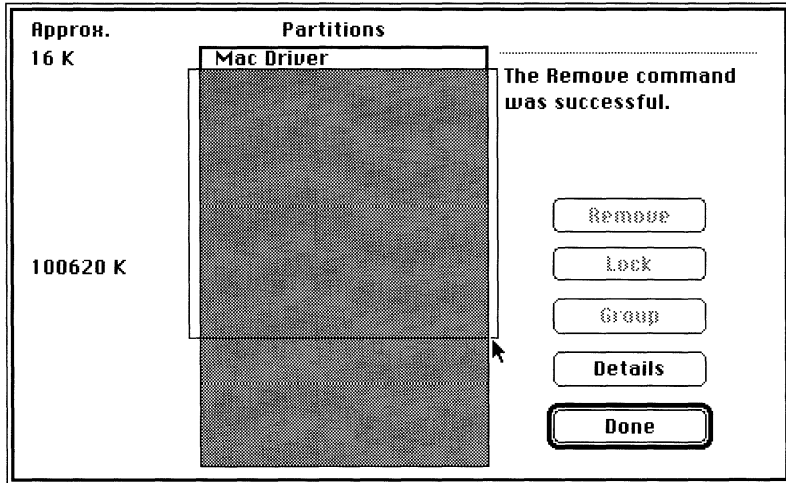 Approx.
Partitions
16 K
Mac Driver
The Remove command
was successful.
Remove
100620 K
Lock
Group
Details
Done